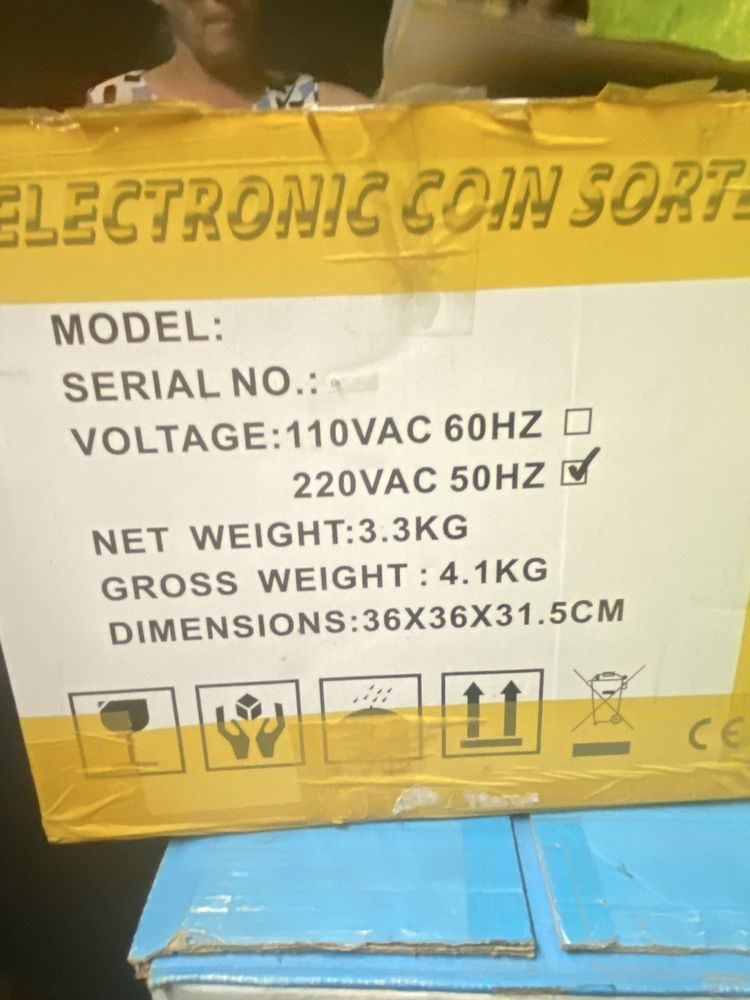 ELECTRONIC COIN SORTE
MODEL:
SERIAL NO.:
VOLTAGE:110VAC 60HZ
220VAC 50HZ
NET WEIGHT:3.3KG
GROSS WEIGHT : 4.1KG
DIMENSIONS:36X36X31.5CM
CE